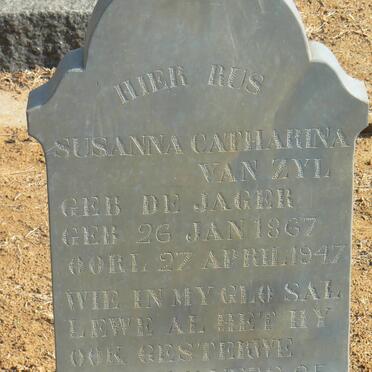 HIER RUS
SUSANNA CATHARINA
VAN ZYL
GEB DE JAGER
GEB 26 JAN 1867
OORL 27 APRIL 1947
WIE IN MY GLO SAL
LEWE AL HET HY
OOK GESTERWE